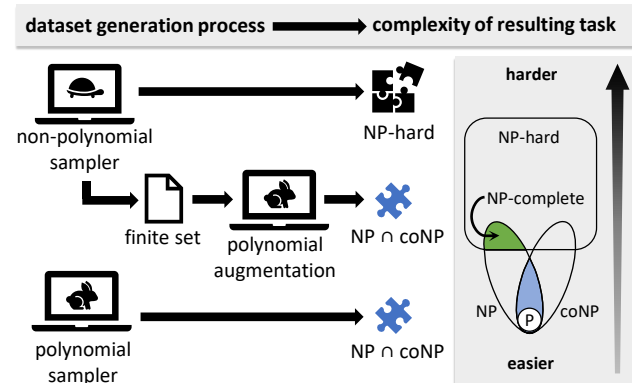 dataset generation process
complexity of resulting task
non-polynomial
sampler
NP-hard
finite set
polynomial
augmentation
NP ∩ coNP
polynomial
sampler
NP ∩ coNP
harder
NP-hard
NP-complete
NP
P
coNP
easier